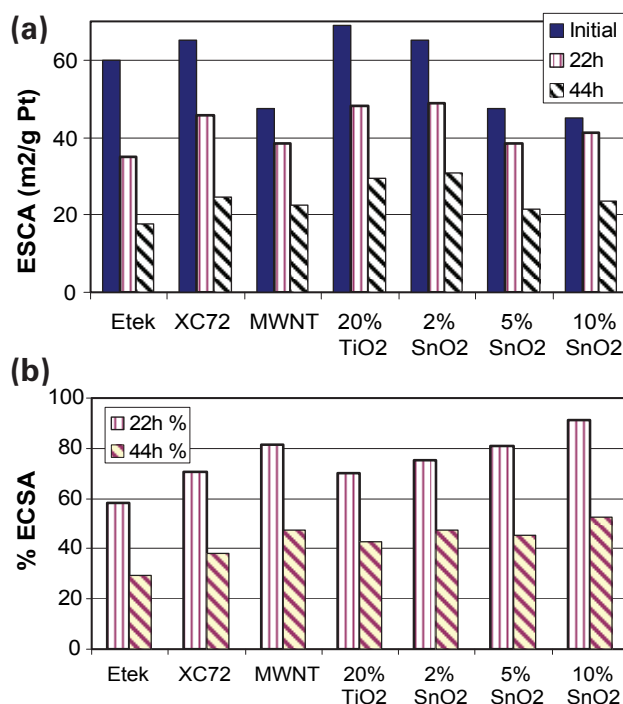 (a)
Initial
22h
44h
ESCA (m2/g Pt)
60
40
20
0
Etek XC72 MWNT 20% 2% 5% 10%
TiO2 SnO2 SnO2 SnO2
(b)
100
22h %
44h %
80
60
40
20
0
% ECSA
Etek XC72 MWNT 20% 2% 5% 10%
TiO2 SnO2 SnO2 SnO2